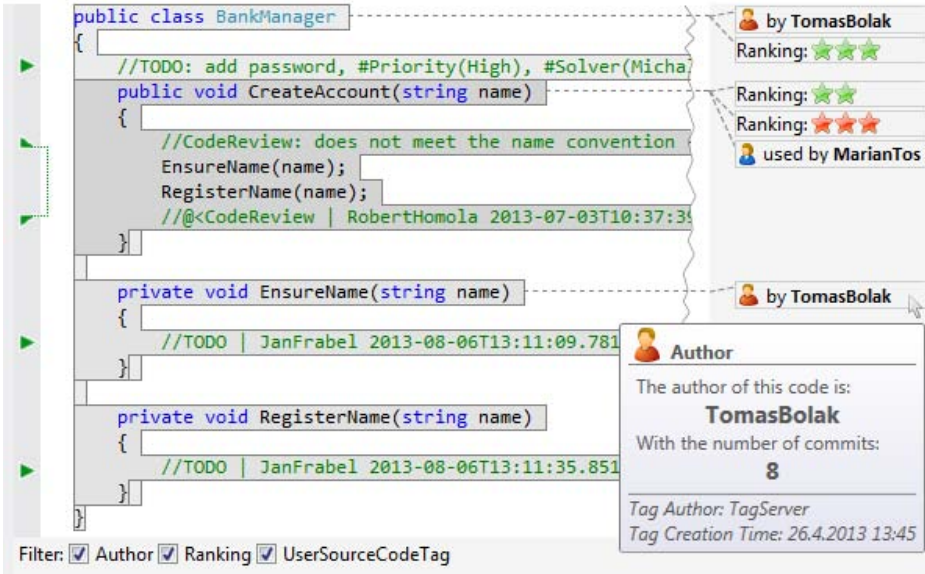 public class BankManager
by TomasBolak
{
Ranking:
//TODO: add password, #Priority(High), #Solver(Michal
public void CreateAccount(string name)
Ranking:
{
Ranking:
//CodeReview: does not meet the name convention
used by MarianTos
EnsureName(name);
RegisterName(name);
//@<CodeReview | RobertHomola 2013-07-03T10:37:39
}
private void EnsureName(string name)
by TomasBolak
{
//TODO | JanFrabel 2013-08-06T13:11:09.781
}
private void RegisterName(string name)
{
//TODO | JanFrabel 2013-08-06T13:11:35.851
}
}
Author
The author of this code is:
TomasBolak
With the number of commits:
8
Tag Author: TagServer
Tag Creation Time: 26.4.2013 13:45
Filter: Author Ranking UserSourceCodeTag